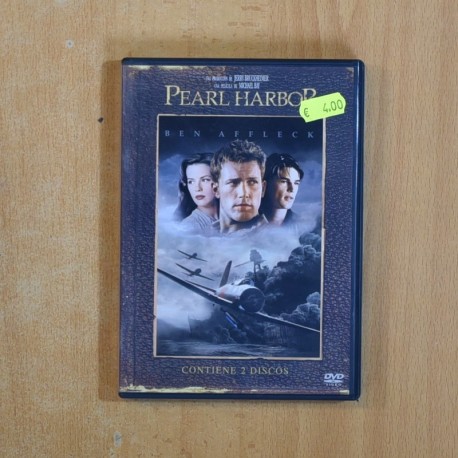 UNA PRODUCCIÓN DE JERRY BRUCKHEIMER
UNA PELÍCULA DE MICHAEL BAY
PEARL HARBOR
€ 4.00
BEN AFFLECK
CONTIENE 2 DISCOS
DVD
VIDEO